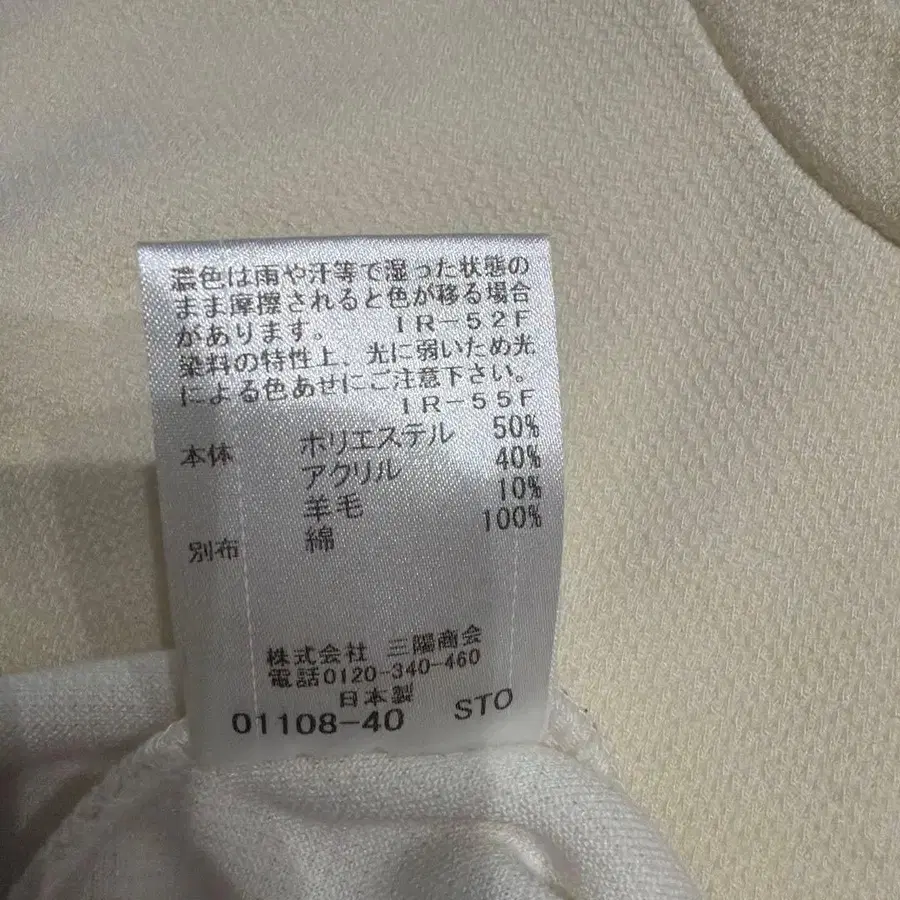 濃色は雨や汗等で湿った状態の
まま摩擦されると色が移る場合
があります。 IR-52F
染料の特性上、光に弱いため光
による色あせにご注意下さい。
IR-55F
本体 ポリエステル 50%
アクリル 40%
羊毛 10%
別布 綿 100%
株式会社 三陽商会
電話0120-340-460
日本製
01108-40 STO